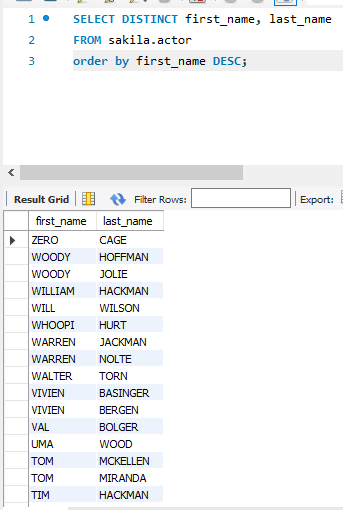 1 SELECT DISTINCT first_name, last_name
2 FROM sakila.actor
3 order by first_name DESC;
Result Grid Filter Rows: Export:
first_name last_name
ZERO CAGE
WOODY HOFFMAN
WOODY JOLIE
WILLIAM HACKMAN
WILL WILSON
WHOOPI HURT
WARREN JACKMAN
WARREN NOLTE
WALTER TORN
VIVIEN BASINGER
VIVIEN BERGEN
VAL BOLGER
UMA WOOD
TOM MCKELLEN
TOM MIRANDA
TIM HACKMAN